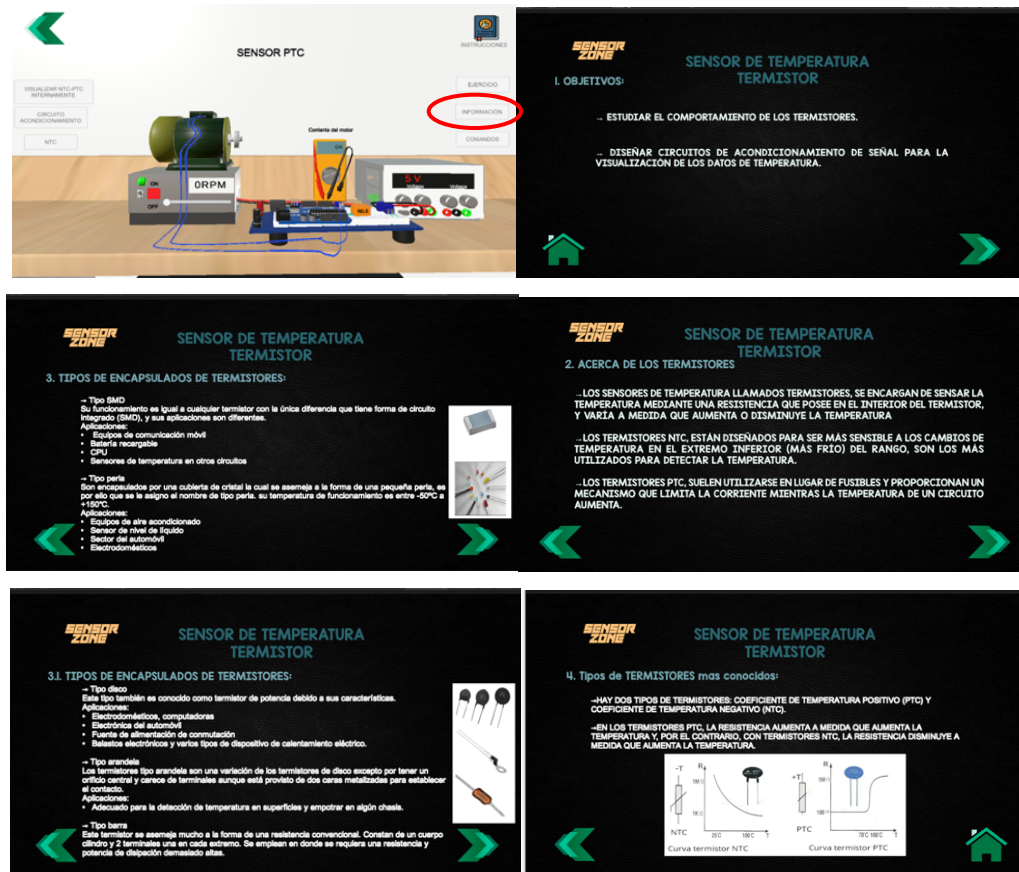 SENSOR PTC
INSTRUCCIONES
VISUALIZAR NTC-PTC
INTERNAMENTE
CIRCUITO
ACONDICIONAMIENTO
NTC
EJERCICIO
INFORMACIÓN
COMANDOS
Corriente del motor
ON
OFF
0RPM
5 V
Voltage
Voltage
SENSOR
ZONE
SENSOR DE TEMPERATURA
TERMISTOR
1. OBJETIVOS:
→ ESTUDIAR EL COMPORTAMIENTO DE LOS TERMISTORES.
→ DISEÑAR CIRCUITOS DE ACONDICIONAMIENTO DE SEÑAL PARA LA
VISUALIZACIÓN DE LOS DATOS DE TEMPERATURA.
SENSOR
ZONE
SENSOR DE TEMPERATURA
TERMISTOR
3. TIPOS DE ENCAPSULADOS DE TERMISTORES:
→ Tipo SMD
Su funcionamiento es igual a cualquier termistor con la única diferencia que tiene forma de circuito
integrado (SMD), y sus aplicaciones son diferentes.
Aplicaciones:
• Equipos de comunicación móvil
• Batería recargable
• CPU
• Sensores de temperatura en otros circuitos
→ Tipo perla
Son encapsulados por una cubierta de cristal la cual se asemeja a la forma de una pequeña perla, es
por ello que se le asigno el nombre de tipo perla. su temperatura de funcionamiento es entre -50ºC a
+150ºC.
Aplicaciones:
• Equipos de aire acondicionado
• Sensor de nivel de líquido
• Sector del automóvil
• Electrodomésticos
SENSOR
ZONE
SENSOR DE TEMPERATURA
TERMISTOR
2. ACERCA DE LOS TERMISTORES
→LOS SENSORES DE TEMPERATURA LLAMADOS TERMISTORES, SE ENCARGAN DE SENSAR LA
TEMPERATURA MEDIANTE UNA RESISTENCIA QUE POSEE EN EL INTERIOR DEL TERMISTOR,
Y VARÍA A MEDIDA QUE AUMENTA O DISMINUYE LA TEMPERATURA
→LOS TERMISTORES NTC, ESTÁN DISEÑADOS PARA SER MÁS SENSIBLE A LOS CAMBIOS DE
TEMPERATURA EN EL EXTREMO INFERIOR (MÁS FRÍO) DEL RANGO, SON LOS MÁS
UTILIZADOS PARA DETECTAR LA TEMPERATURA.
→LOS TERMISTORES PTC, SUELEN UTILIZARSE EN LUGAR DE FUSIBLES Y PROPORCIONAN UN
MECANISMO QUE LIMITA LA CORRIENTE MIENTRAS LA TEMPERATURA DE UN CIRCUITO
AUMENTA.
SENSOR
ZONE
SENSOR DE TEMPERATURA
TERMISTOR
3.1. TIPOS DE ENCAPSULADOS DE TERMISTORES:
→ Tipo disco
Este tipo también es conocido como termistor de potencia debido a sus características.
Aplicaciones:
• Electrodomésticos, computadoras
• Electrónica del automóvil
• Fuente de alimentación de conmutación
• Balastos electrónicos y varios tipos de dispositivo de calentamiento eléctrico.
→ Tipo arandela
Los termistores tipo arandela son una variación de los termistores de disco excepto por tener un
orificio central y carece de terminales aunque está provisto de dos caras metalizadas para establecer
el contacto.
Aplicaciones:
• Adecuado para la detección de temperatura en superficies y empotrar en algún chasis.
→ Tipo barra
Este termistor se asemeja mucho a la forma de una resistencia convencional. Constan de un cuerpo
cilindro y 2 terminales una en cada extremo. Se emplean en donde se requiera una resistencia y
potencia de disipación demasiado altas.
SENSOR
ZONE
SENSOR DE TEMPERATURA
TERMISTOR
4. Tipos de TERMISTORES mas conocidos:
→HAY DOS TIPOS DE TERMISTORES: COEFICIENTE DE TEMPERATURA POSITIVO (PTC) Y
COEFICIENTE DE TEMPERATURA NEGATIVO (NTC).
→EN LOS TERMISTORES PTC, LA RESISTENCIA AUMENTA A MEDIDA QUE AUMENTA LA
TEMPERATURA Y, POR EL CONTRARIO, CON TERMISTORES NTC, LA RESISTENCIA DISMINUYE A
MEDIDA QUE AUMENTA LA TEMPERATURA.
-T
R
NTC
25ºC 100ºC T
Curva termistor NTC
+T
R
PTC
70ºC 100ºC T
Curva termistor PTC